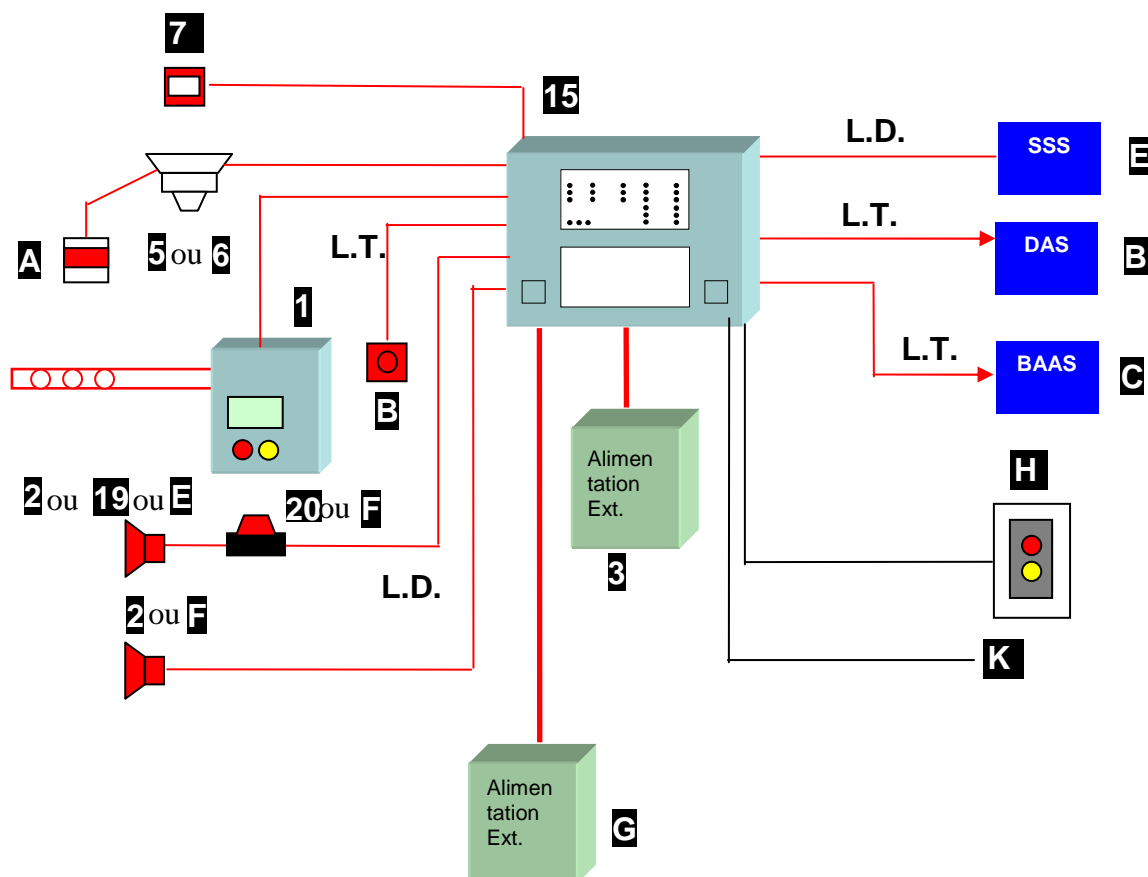 7
15
L.D.
SSS
E
L.T.
DAS
B
A
5 ou 6
L.T.
1
L.T.
BAAS
C
B
Alimen
tation
Ext.
H
2 ou 19 ou E
20 ou F
3
L.D.
2 ou F
K
Alimen
tation
Ext.
G